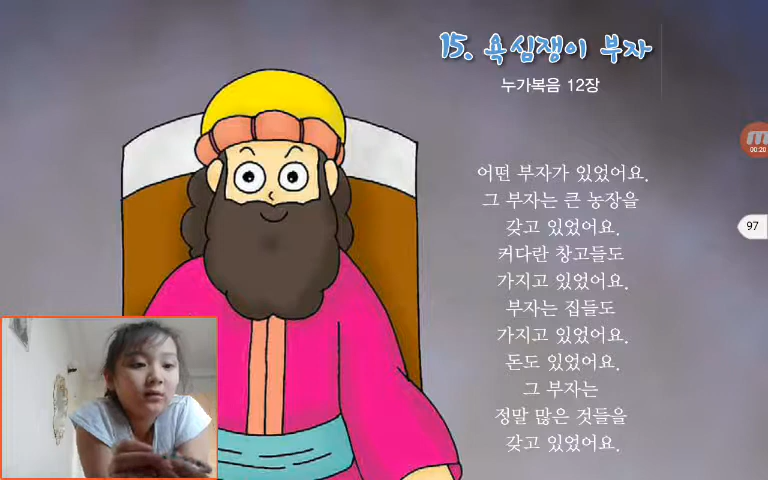 15. 욕심쟁이 부자
누가복음 12장
어떤 부자가 있었어요.
그 부자는 큰 농장을
갖고 있었어요.
커다란 창고들도
가지고 있었어요.
부자는 집들도
가지고 있었어요.
돈도 있었어요.
그 부자는
정말 많은 것들을
갖고 있었어요.
00:20
97